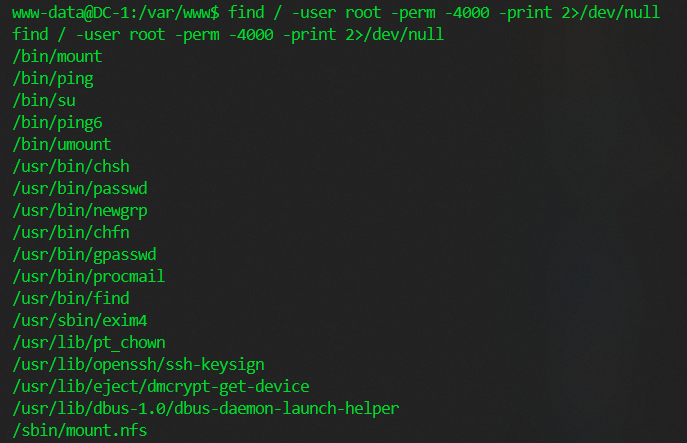 www-data@DC-1:/var/www$ find / -user root -perm -4000 -print 2>/dev/null
find / -user root -perm -4000 -print 2>/dev/null
/bin/mount
/bin/ping
/bin/su
/bin/ping6
/bin/umount
/usr/bin/chsh
/usr/bin/passwd
/usr/bin/newgrp
/usr/bin/chfn
/usr/bin/gpasswd
/usr/bin/procmail
/usr/bin/find
/usr/sbin/exim4
/usr/lib/pt_chown
/usr/lib/openssh/ssh-keysign
/usr/lib/eject/dmcrypt-get-device
/usr/lib/dbus-1.0/dbus-daemon-launch-helper
/sbin/mount.nfs